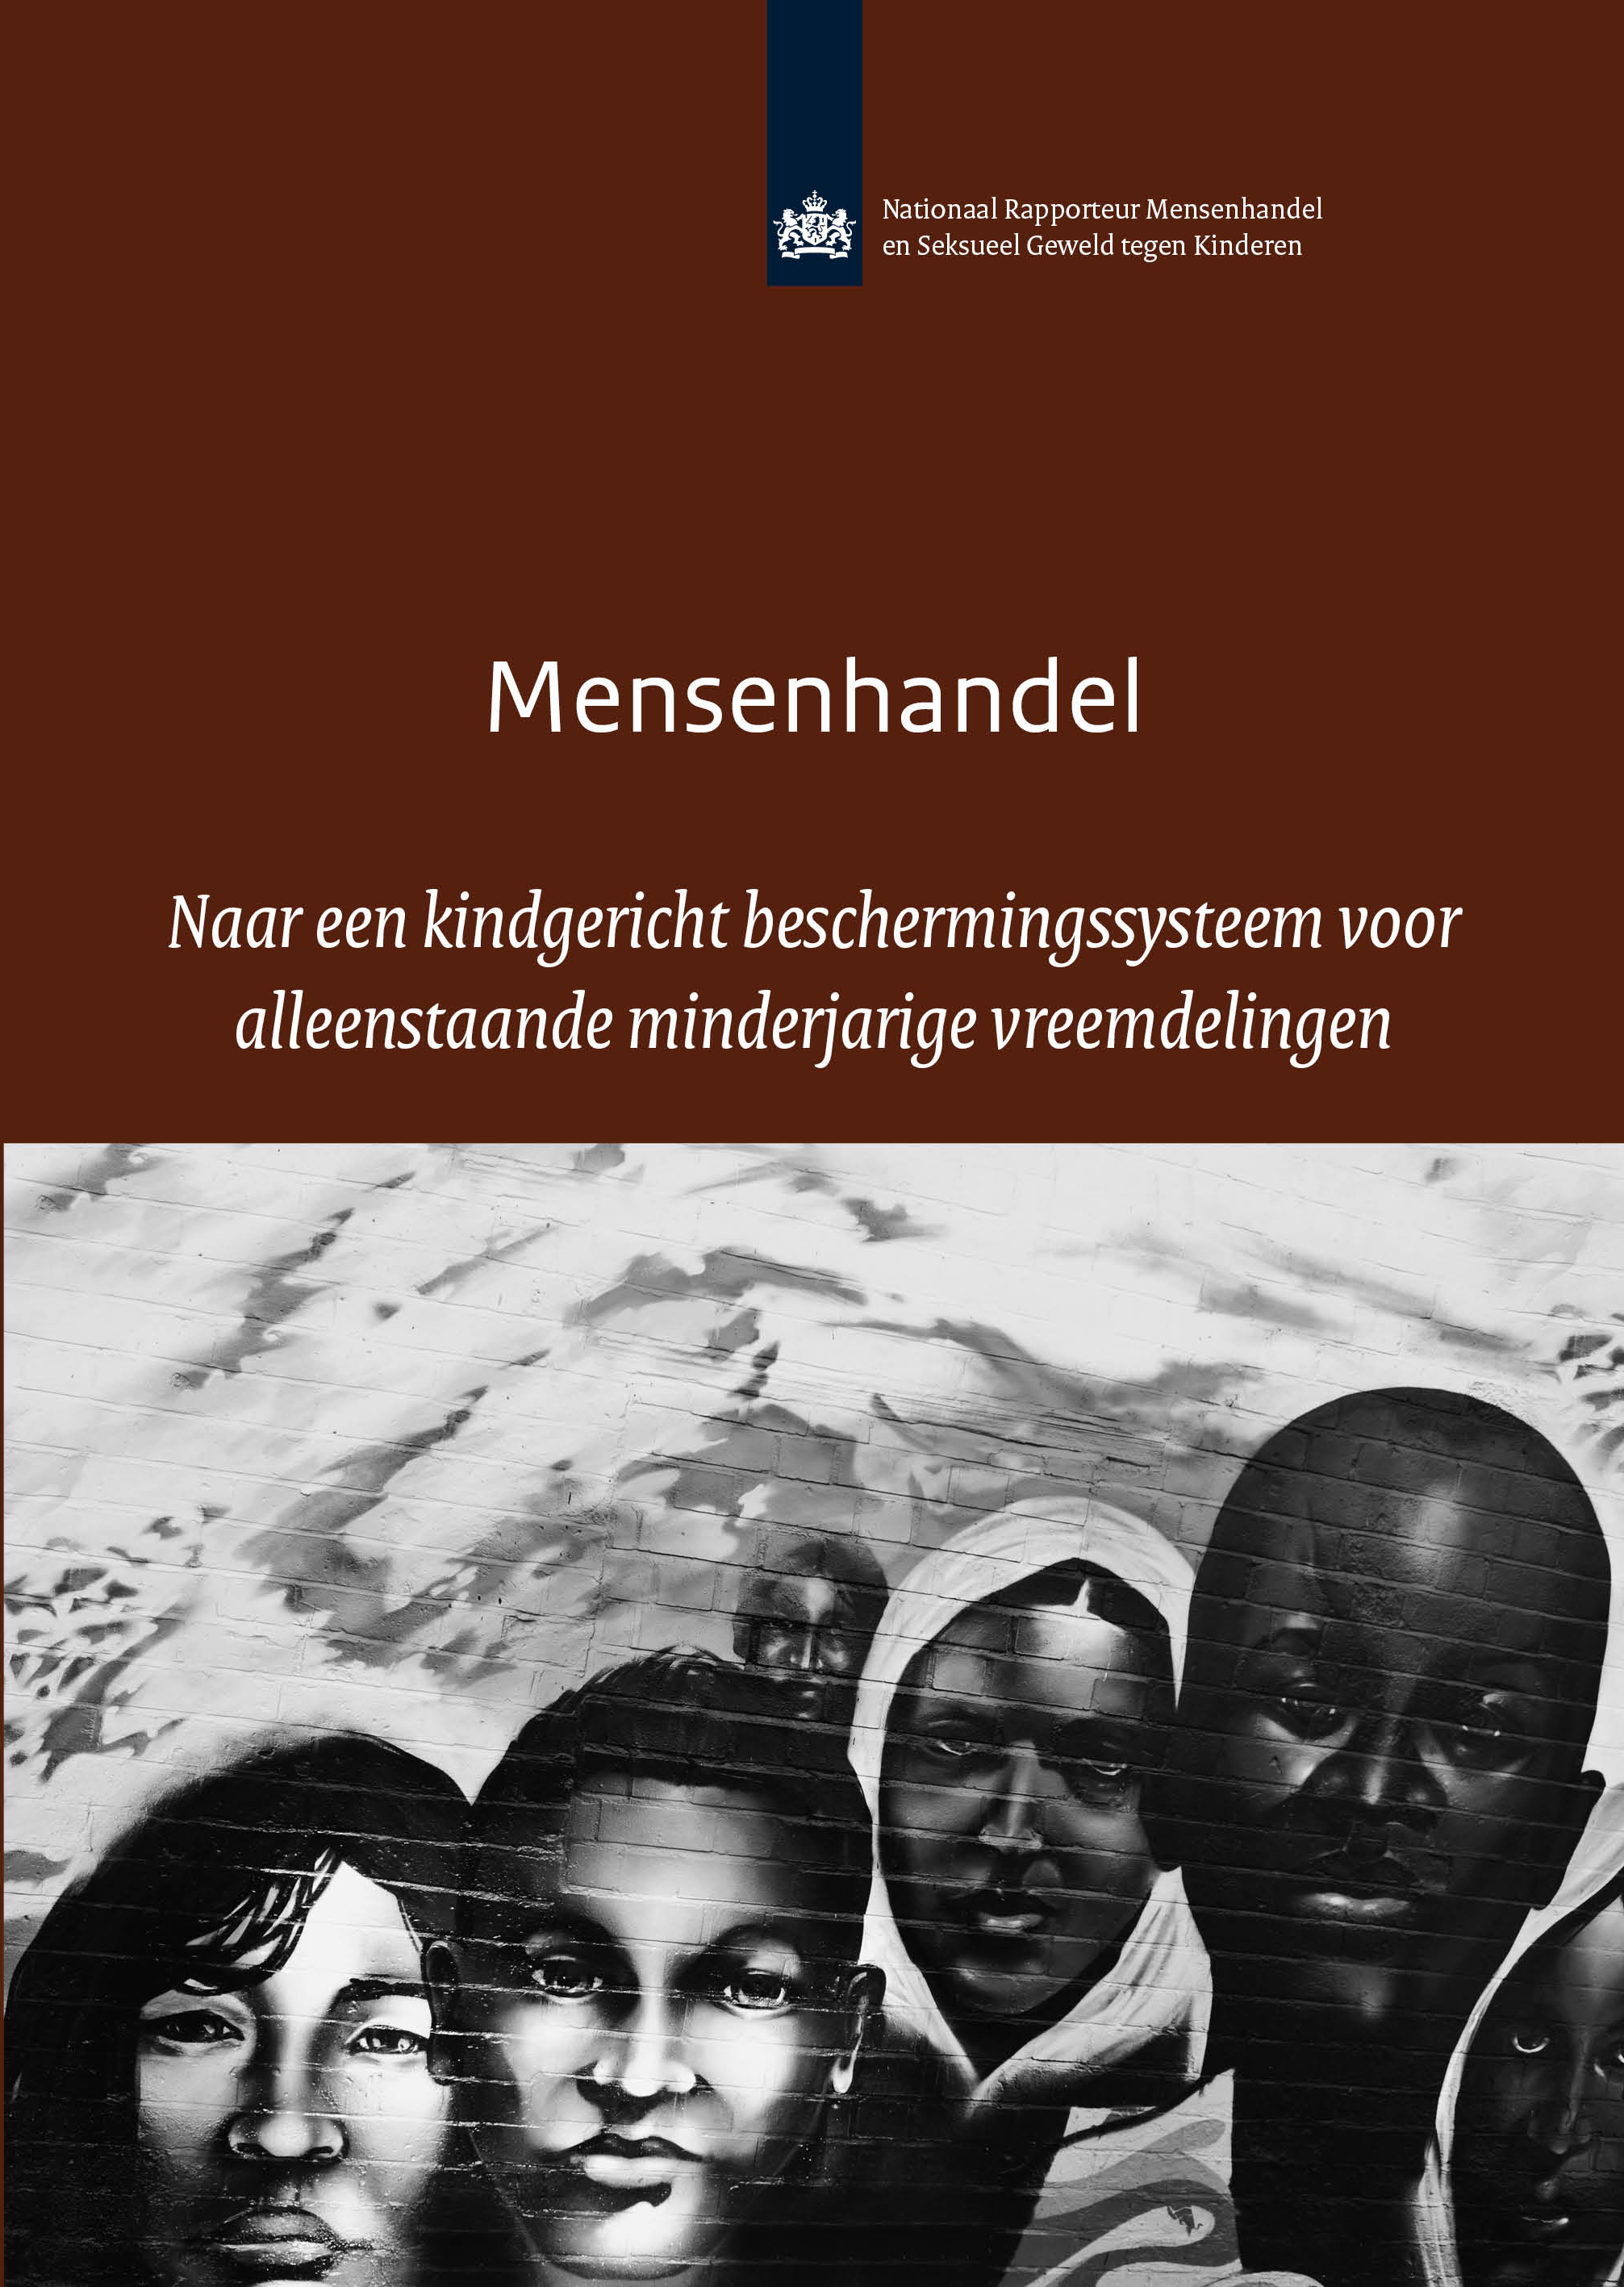 Nationaal Rapporteur Mensenhandel
en Seksueel Geweld tegen Kinderen
Mensenhandel
Naar een kindgericht beschermingssysteem voor
alleenstaande minderjarige vreemdelingen